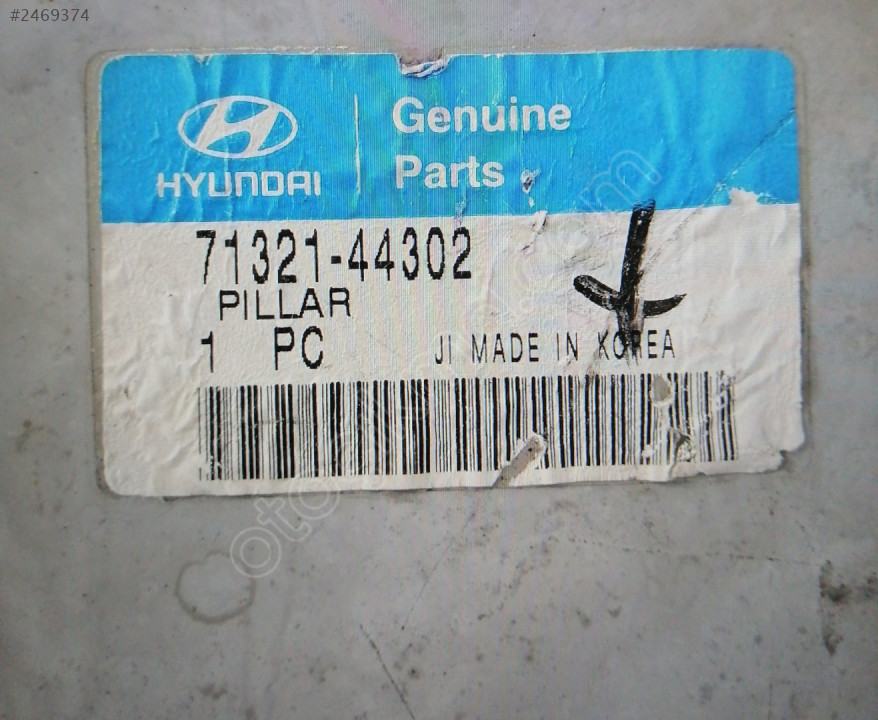 #2469374
HYUNDAI
Genuine
Parts
71321-44302
PILLAR
1 PC
JI MADE IN KOREA